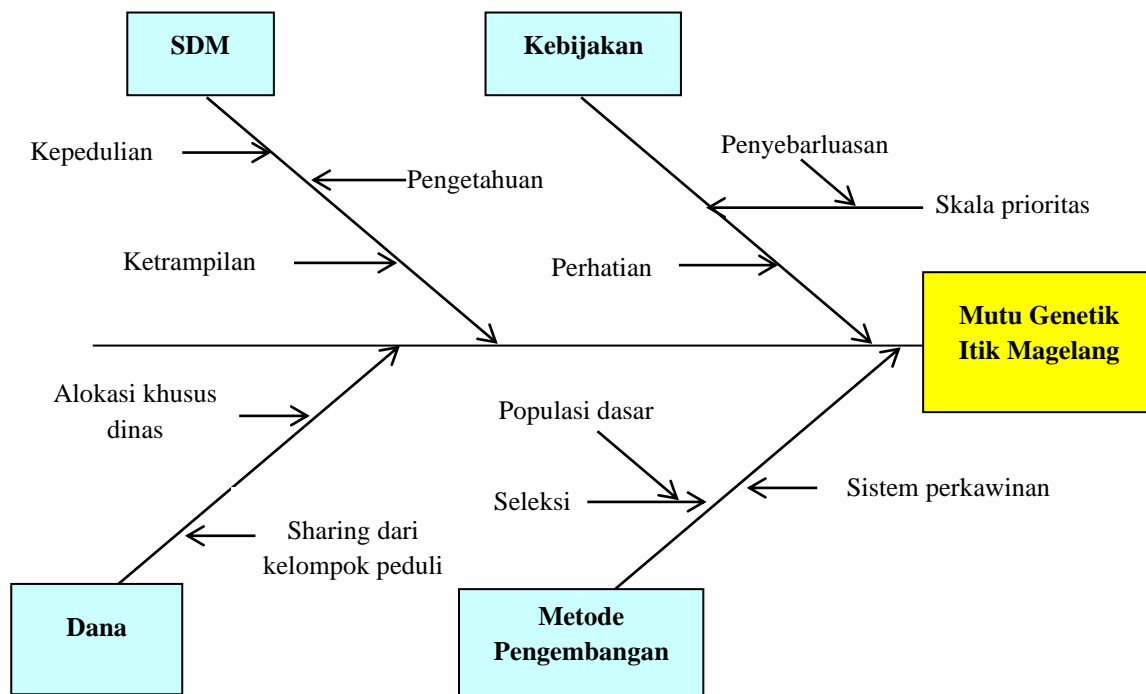 SDM
Kebijakan
Kepedulian
Penyebarluasan
Pengetahuan
Skala prioritas
Ketrampilan
Perhatian
Mutu Genetik
Itik Magelang
Alokasi khusus
dinas
Populasi dasar
Seleksi
Sistem perkawinan
Sharing dari
kelompok peduli
Dana
Metode
Pengembangan